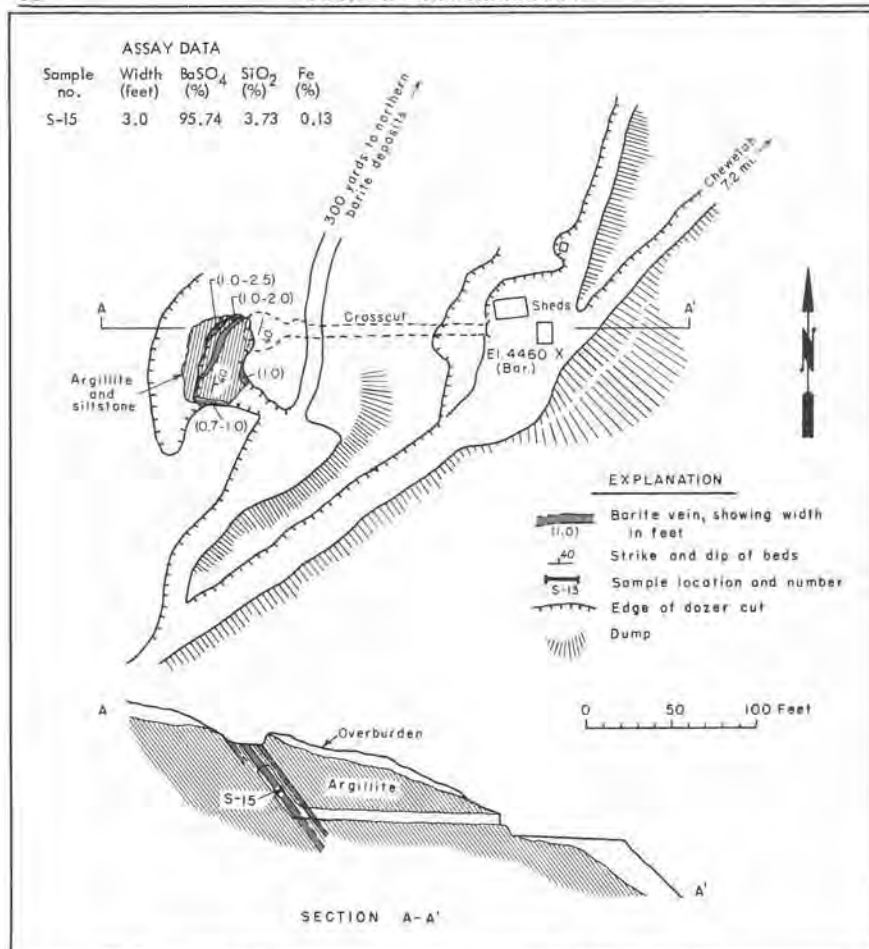 ASSAY DATA
Sample no. Width (feet) BaSO4 (%) SiO2 (%) Fe (%)
S-15 3.0 95.74 3.73 0.13
300 yards to northern
barite deposits
Chewelah
7.2 mi.
(1.0-2.5)
(1.0-2.0)
A
Crosscut
Sheds
A'
40
El. 4460 X
(Bar.)
N
Argillite
and
siltstone
40
(1.0)
(0.7-1.0)
EXPLANATION
Barite vein, showing width
in feet
(1.0)
40
Strike and dip of beds
Sample location and number
S-15
Edge of dozer cut
Dump
0 50 100 Feet
A
Overburden
Argillite
S-15
A'
SECTION A-A'